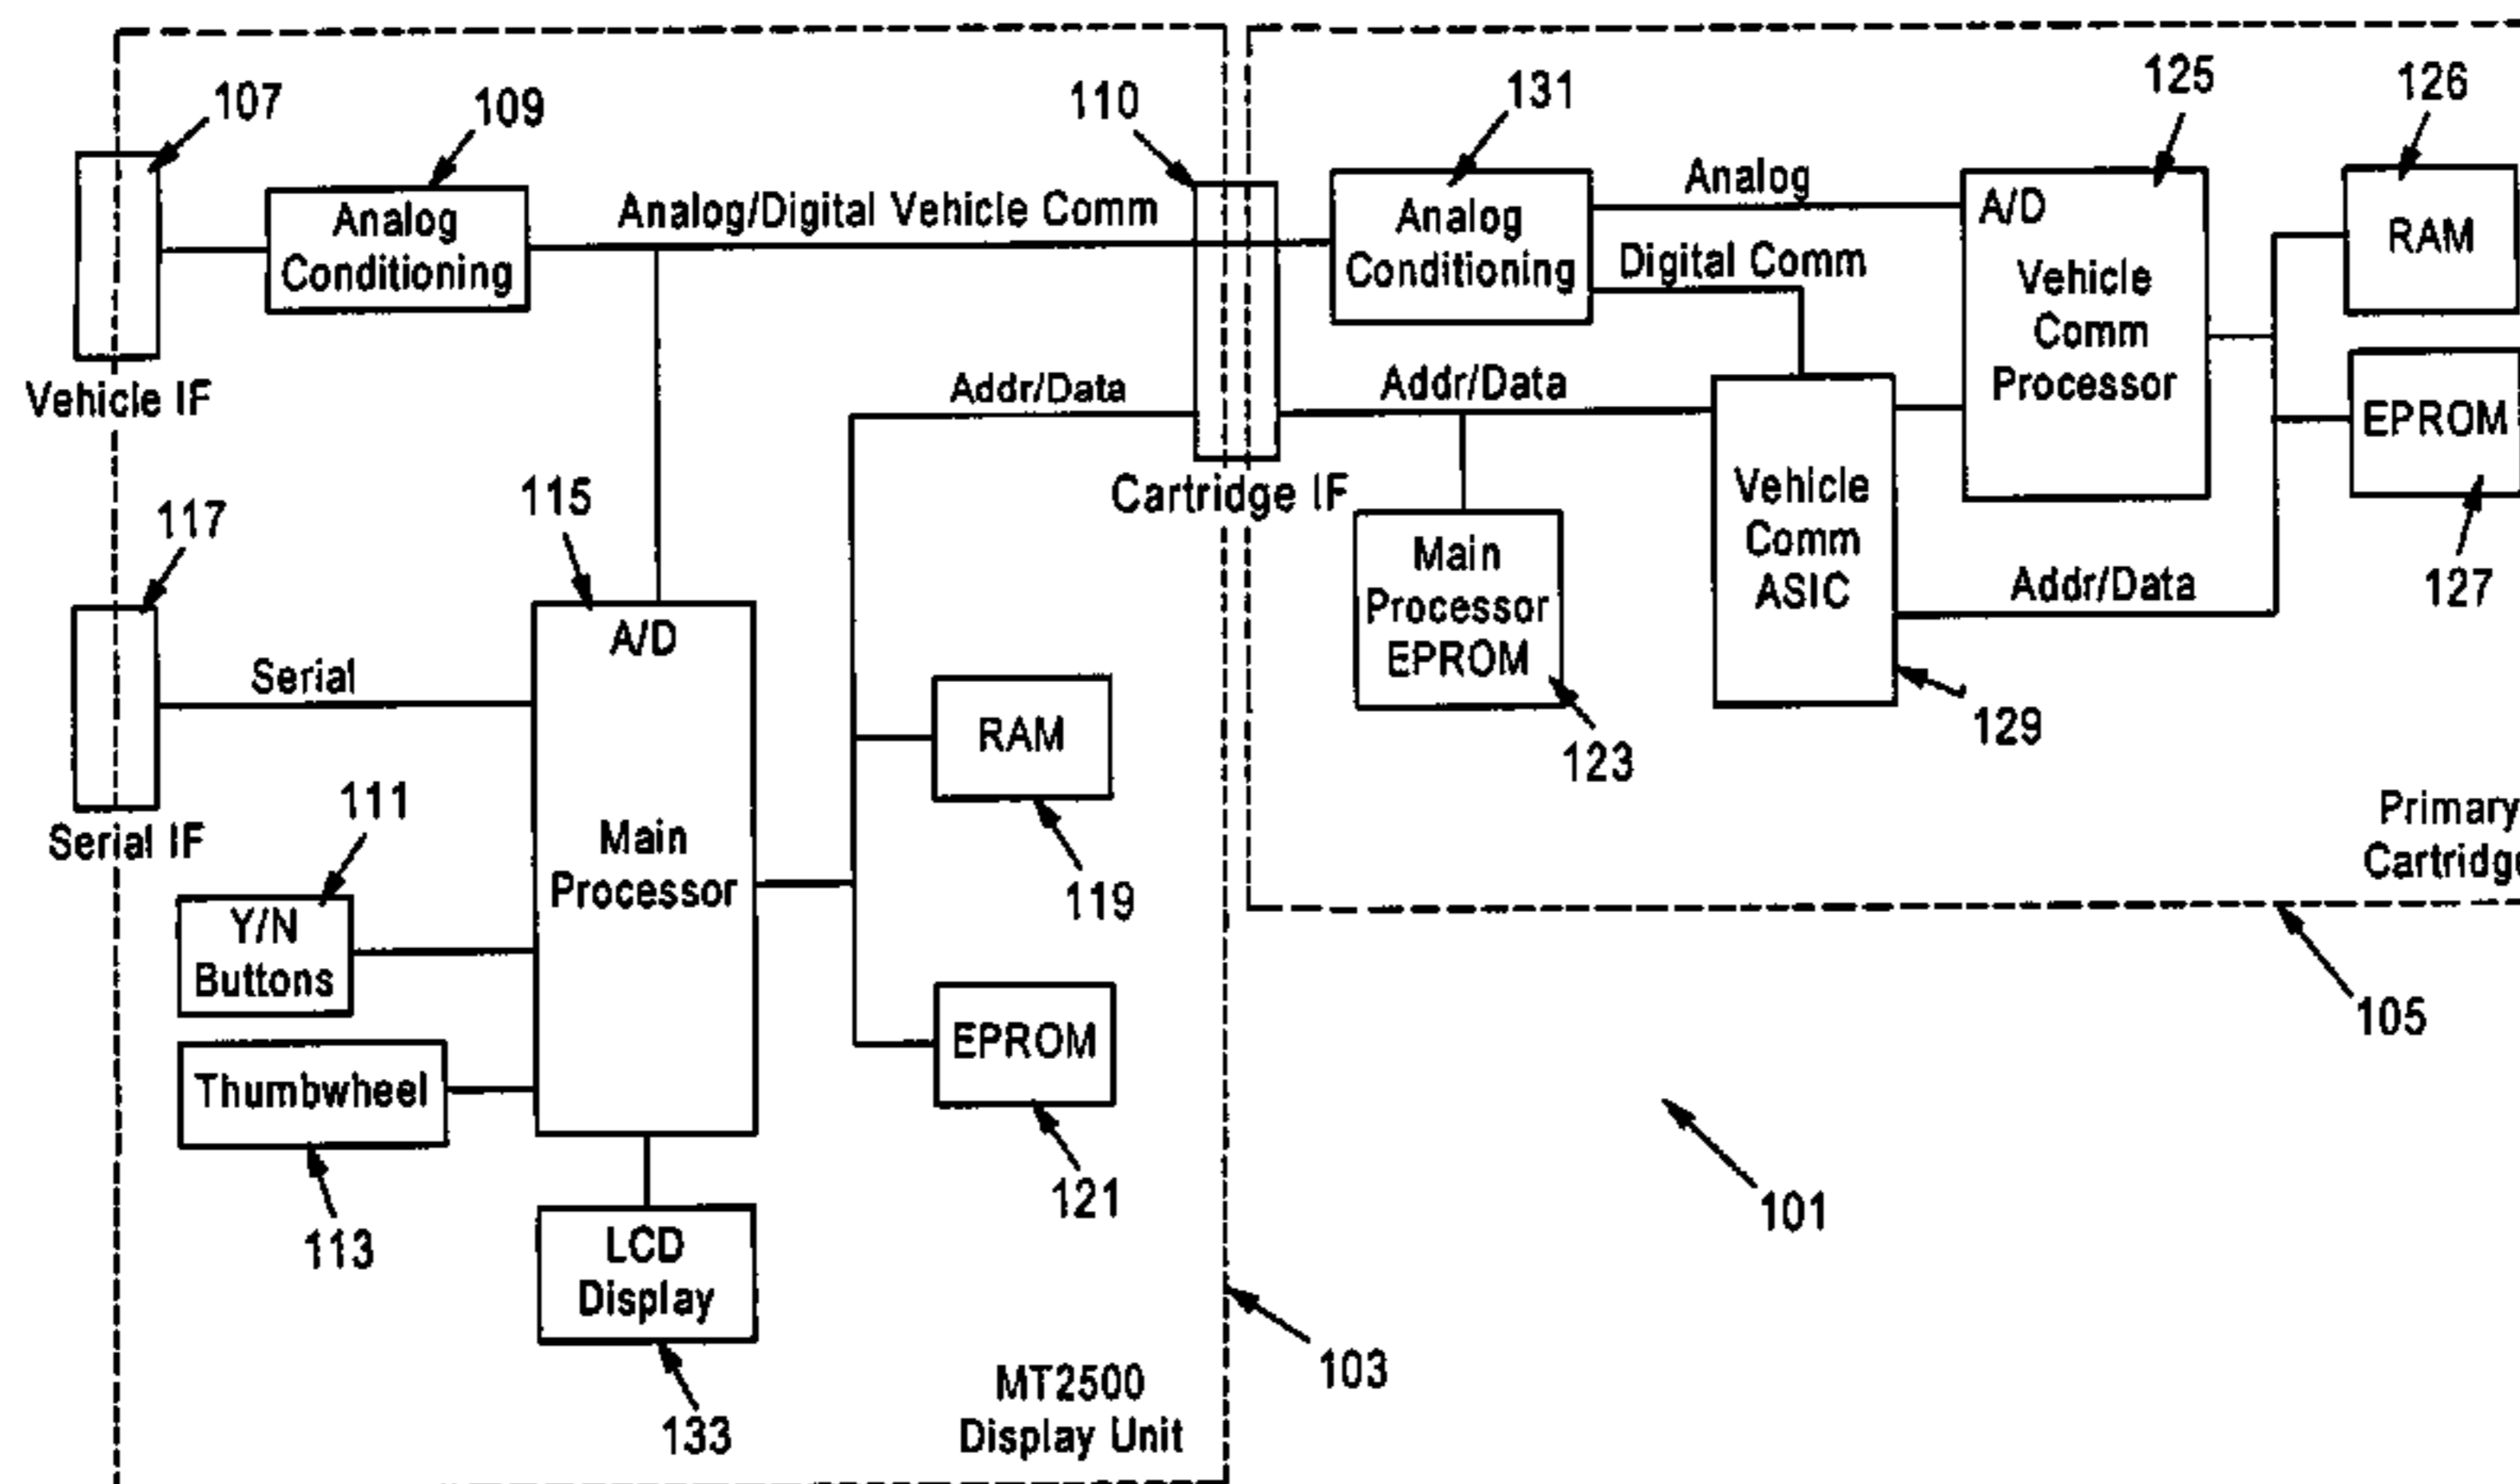 107
109
110
131
125
126
Analog
Conditioning
Analog/Digital Vehicle Comm
Analog
Conditioning
Analog
Digital Comm
A/D
Vehicle
Comm
Processor
RAM
EPROM
127
Vehicle IF
Addr/Data
Cartridge IF
Addr/Data
Main
Processor
EPROM
123
Vehicle
Comm
ASIC
Addr/Data
129
117
Serial
Serial IF
115
A/D
Main
Processor
RAM
119
111
Y/N
Buttons
EPROM
121
Thumbwheel
113
LCD
Display
133
MT2500
Display Unit
103
Primary
Cartridge
105
101